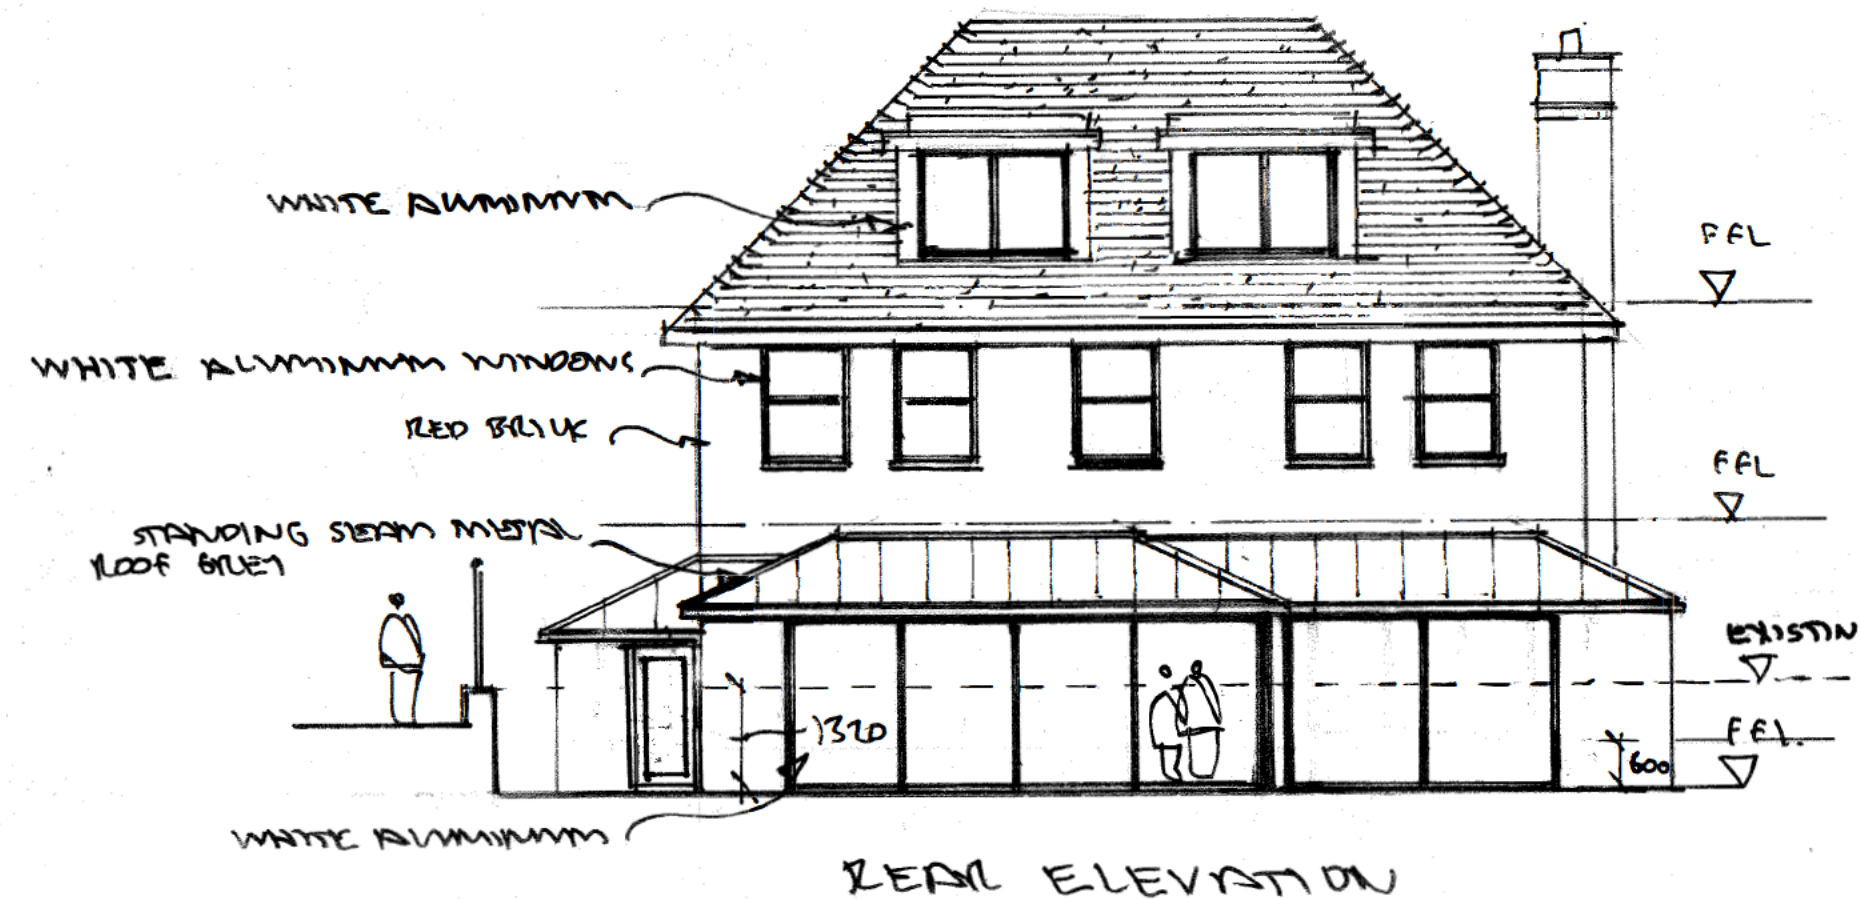 WHITE ALUMINIUM
FFL
WHITE ALUMINIUM WINDOWS
RED BRICK
FFL
STANDING SEAM METAL
ROOF GREY
EXISTIN
1320
FFL.
600
WHITE ALUMINIUM
REAR ELEVATION